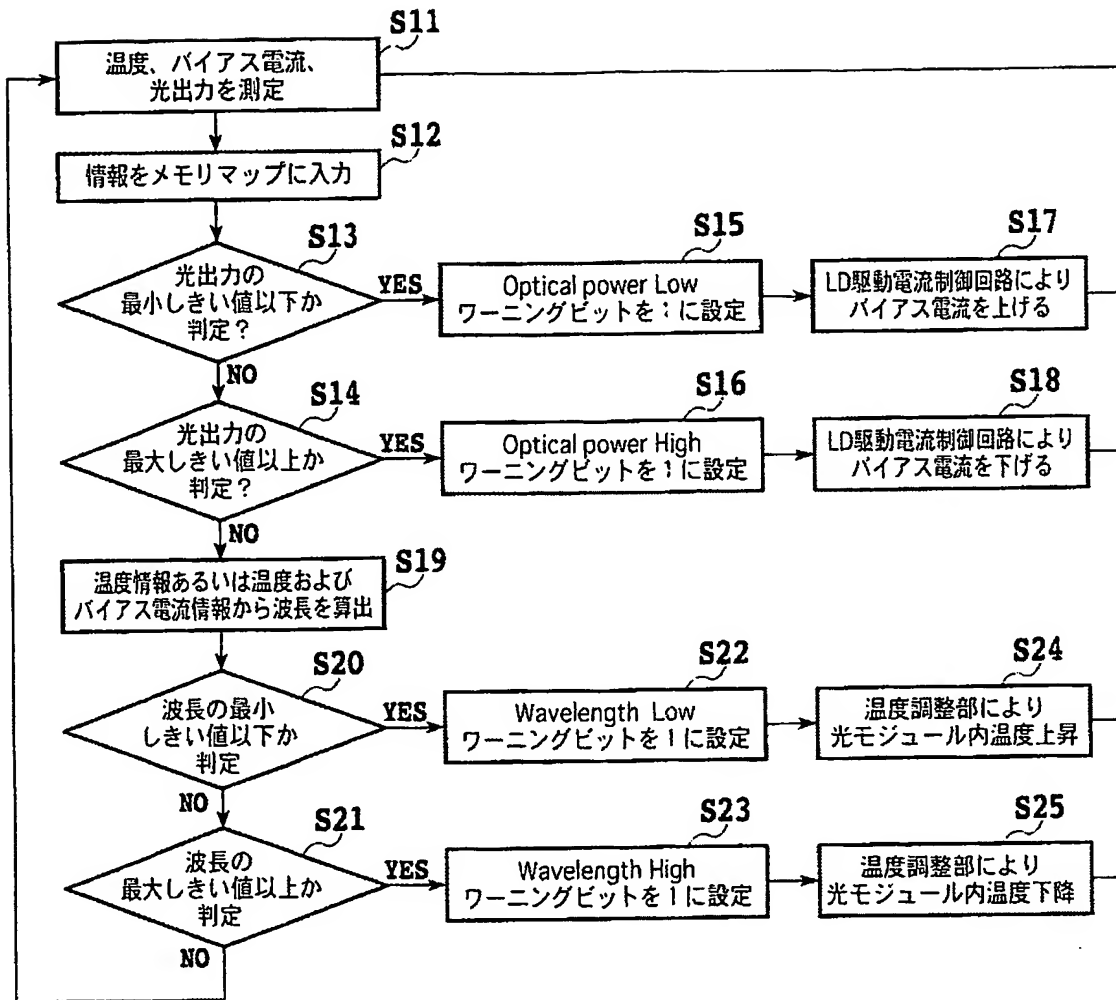 S11
温度、バイアス電流、
光出力を測定
S12
情報をメモリマップに入力
S13
光出力の
最小しきい値以下か
判定?
YES
NO
S15
Optical power Low
ワーニングビットを;に設定
S17
LD駆動電流制御回路により
バイアス電流を上げる
S14
光出力の
最大しきい値以上か
判定?
YES
NO
S16
Optical power High
ワーニングビットを1に設定
S18
LD駆動電流制御回路により
バイアス電流を下げる
S19
温度情報あるいは温度および
バイアス電流情報から波長を算出
S20
波長の最小
しきい値以下か
判定
YES
NO
S22
Wavelength Low
ワーニングビットを1に設定
S24
温度調整部により
光モジュール内温度上昇
S21
波長の
最大しきい値以上か
判定
YES
NO
S23
Wavelength High
ワーニングビットを1に設定
S25
温度調整部により
光モジュール内温度下降